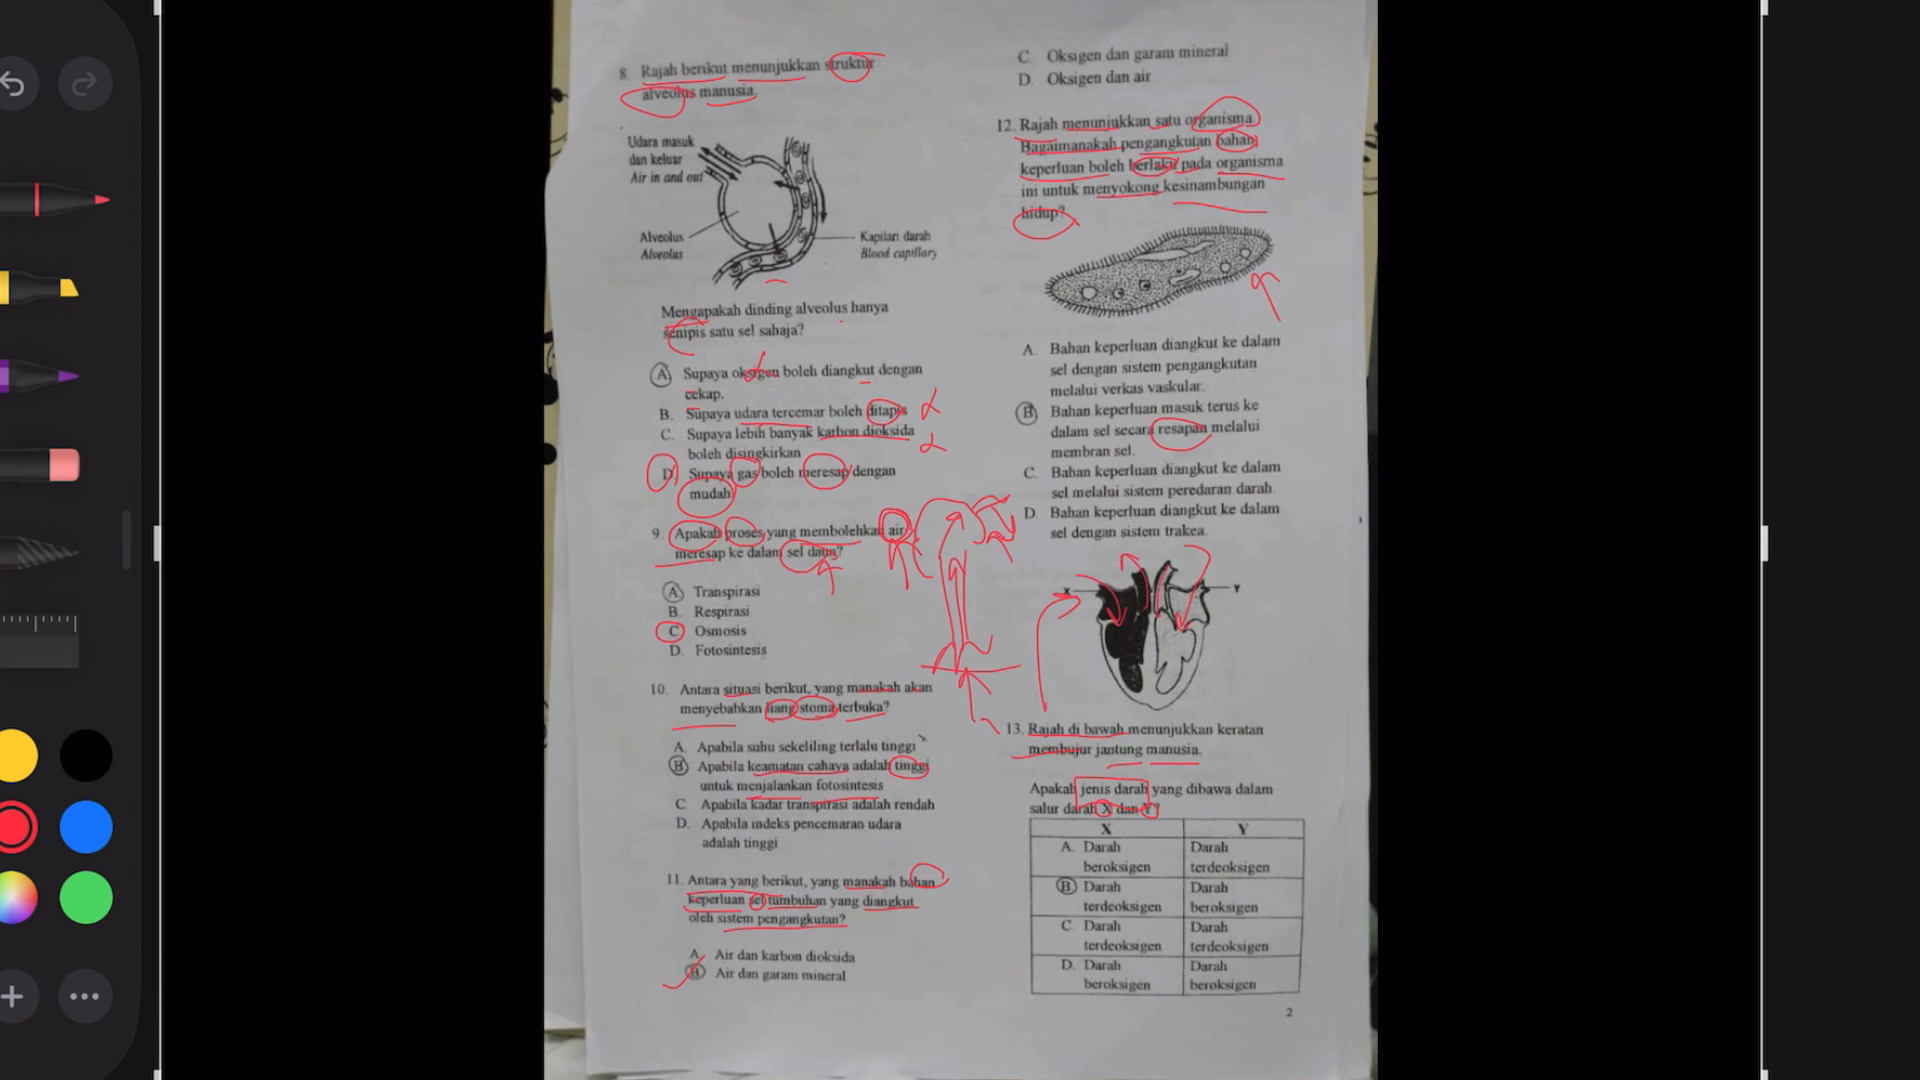 8. Rajah berikut menunjukkan struktur
alveolus manusia.
Udara masuk
dan keluar
Air in and out
Alveolus
Alveolus
Kapilari darah
Blood capillary
Mengapakah dinding alveolus hanya
senipis satu sel sahaja?
A Supaya oksigen boleh diangkut dengan
cekap.
B. Supaya udara tercemar boleh ditapis
C. Supaya lebih banyak karbon dioksida
boleh disingkirkan
D. Supaya gas boleh meresap dengan
mudah
9. Apakah proses yang membolehkan air
meresap ke dalam sel daun?
A Transpirasi
B. Respirasi
C Osmosis
D. Fotosintesis
10. Antara situasi berikut, yang manakah akan
menyebabkan liang stoma terbuka?
A. Apabila suhu sekeliling terlalu tinggi
B Apabila keamatan cahaya adalah tinggi
untuk menjalankan fotosintesis
C. Apabila kadar transpirasi adalah rendah
D. Apabila indeks pencemaran udara
adalah tinggi
11. Antara yang berikut, yang manakah bahan
keperluan sel tumbuhan yang diangkut
oleh sistem pengangkutan?
A. Air dan karbon dioksida
B Air dan garam mineral
C. Oksigen dan garam mineral
D. Oksigen dan air
12. Rajah menunjukkan satu organisma.
Bagaimanakah pengangkutan bahan
keperluan boleh berlaku pada organisma
ini untuk menyokong kesinambungan
hidup?
A. Bahan keperluan diangkut ke dalam
sel dengan sistem pengangkutan
melalui verkas vaskular.
B Bahan keperluan masuk terus ke
dalam sel secara resapan melalui
membran sel.
C. Bahan keperluan diangkut ke dalam
sel melalui sistem peredaran darah.
D. Bahan keperluan diangkut ke dalam
sel dengan sistem trakea.
X
Y
13. Rajah di bawah menunjukkan keratan
membujur jantung manusia.
Apakah jenis darah yang dibawa dalam
salur darah X dan Y?
X Y
A. Darah Darah
beroksigen terdeoksigen
B Darah Darah
terdeoksigen beroksigen
C. Darah Darah
terdeoksigen terdeoksigen
D. Darah Darah
beroksigen beroksigen
2